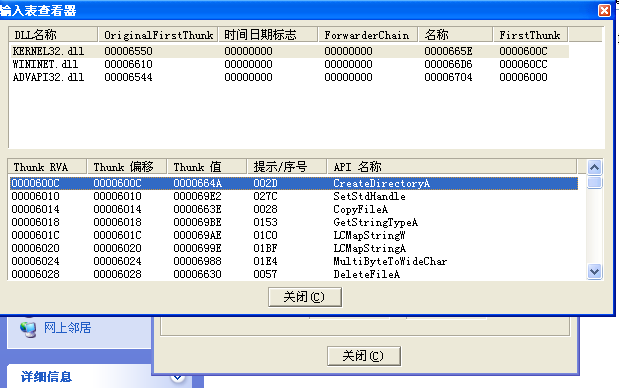 输入表查看器
DLL名称 OriginalFirstThunk 时间日期标志 ForwarderChain 名称 FirstThunk
KERNEL32.dll 00006550 00000000 00000000 0000665E 0000600C
WININET.dll 00006610 00000000 00000000 000066D6 000060CC
ADVAPI32.dll 00006544 00000000 00000000 00006704 00006000
Thunk RVA Thunk 偏移 Thunk 值 提示/序号 API 名称
0000600C 0000600C 0000664A 002D CreateDirectoryA
00006010 00006010 000069E2 027C SetStdHandle
00006014 00006014 0000663E 0028 CopyFileA
00006018 00006018 000069BE 0153 GetStringTypeA
0000601C 0000601C 000069AE 01C0 LCMapStringW
00006020 00006020 0000699E 01BF LCMapStringA
00006024 00006024 00006988 01E4 MultiByteToWideChar
00006028 00006028 00006630 0057 DeleteFileA
关闭(C)
网上邻居
关闭(C)
详细信息